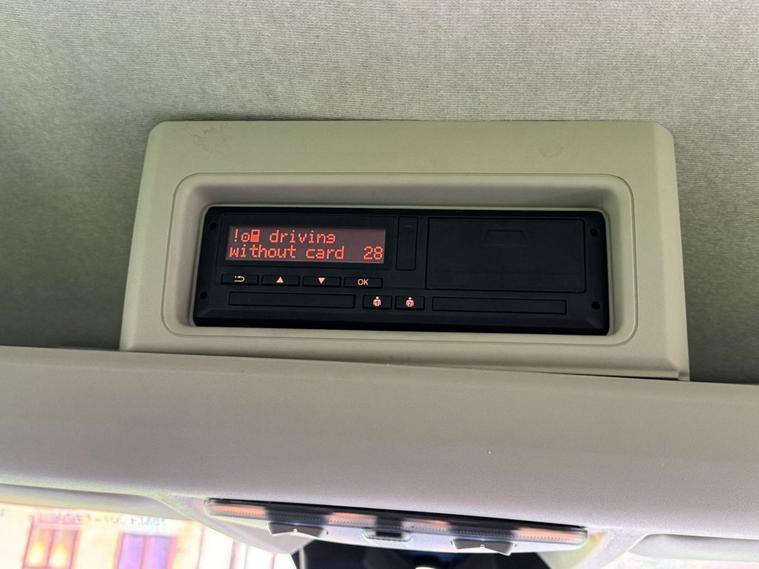 ! driving
without card 28
OK